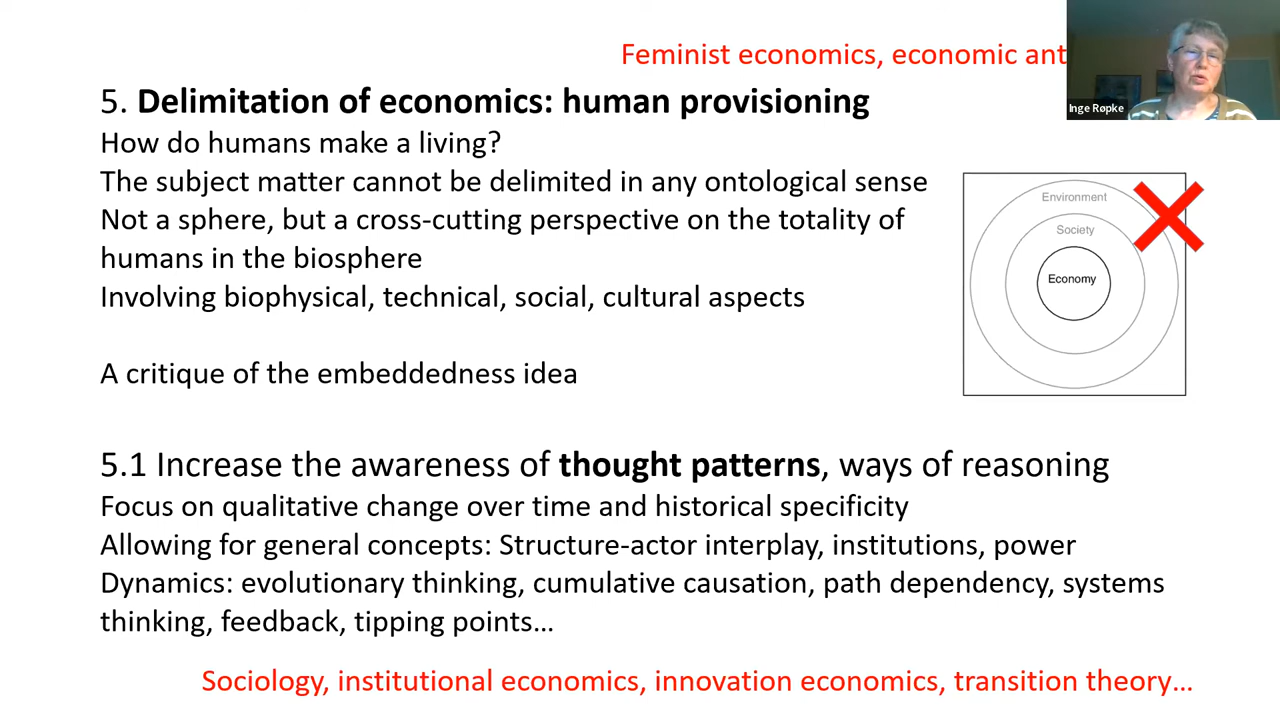 Feminist economics, economic ant
Inge Røpke
5. Delimitation of economics: human provisioning
How do humans make a living?
The subject matter cannot be delimited in any ontological sense
Not a sphere, but a cross-cutting perspective on the totality of
humans in the biosphere
Involving biophysical, technical, social, cultural aspects
A critique of the embeddedness idea
Environment
Society
Economy
5.1 Increase the awareness of thought patterns, ways of reasoning
Focus on qualitative change over time and historical specificity
Allowing for general concepts: Structure-actor interplay, institutions, power
Dynamics: evolutionary thinking, cumulative causation, path dependency, systems
thinking, feedback, tipping points…
Sociology, institutional economics, innovation economics, transition theory…